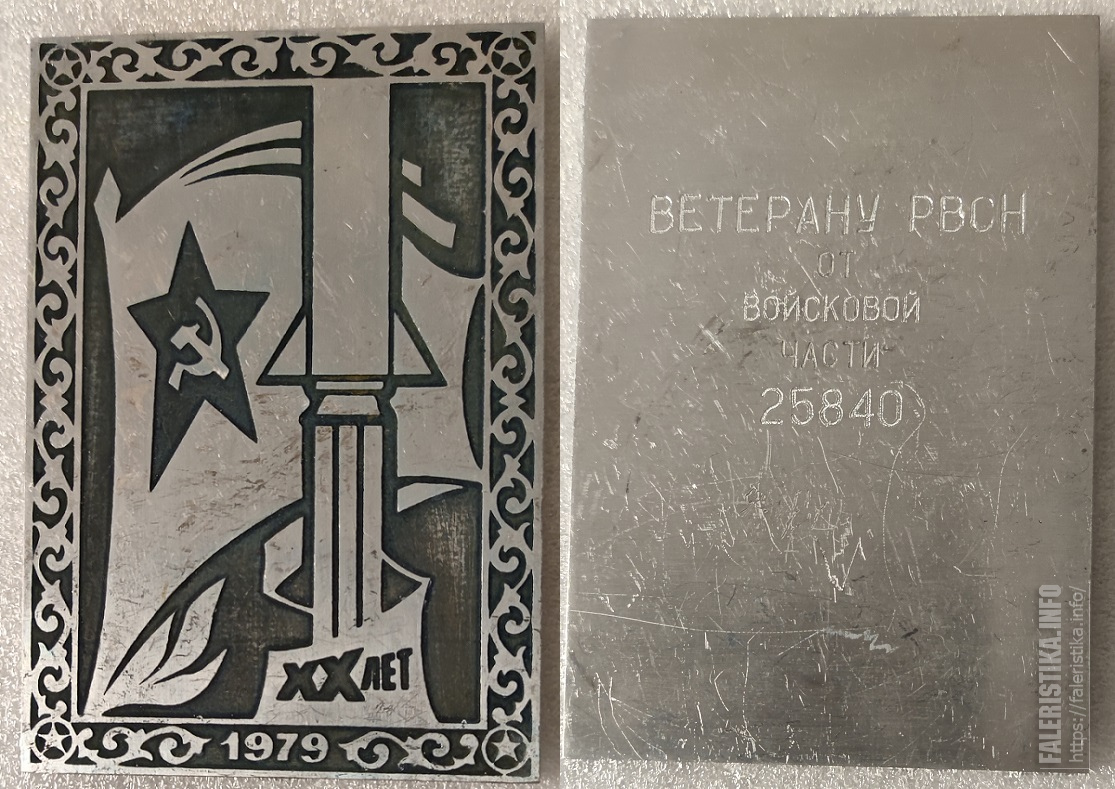 XX ЛЕТ
1979
ВЕТЕРАНУ РВСН
ОТ
ВОЙСКОВОЙ
ЧАСТИ
25840
FALERISTIKA.INFO
https://faleristika.info/